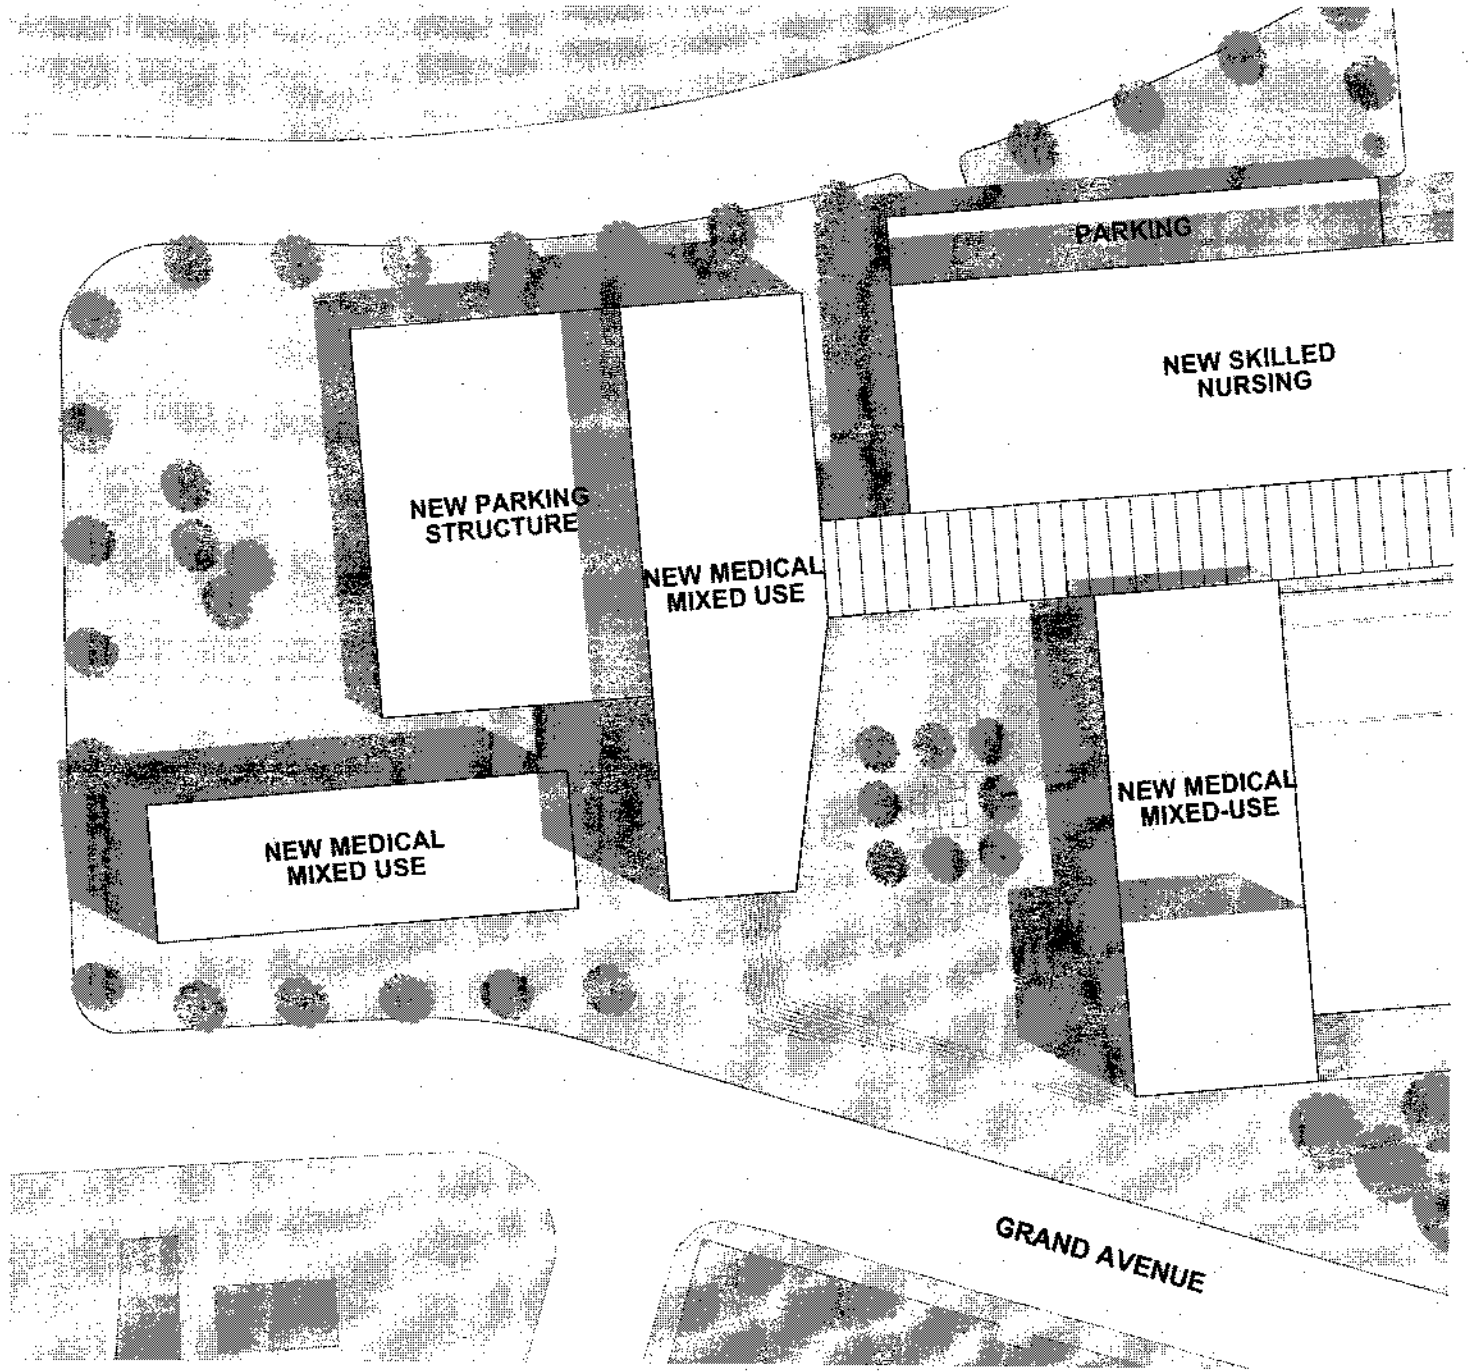 PARKING
NEW SKILLED
NURSING
NEW PARKING
STRUCTURE
NEW MEDICAL
MIXED USE
NEW MEDICAL
MIXED-USE
NEW MEDICAL
MIXED USE
GRAND AVENUE